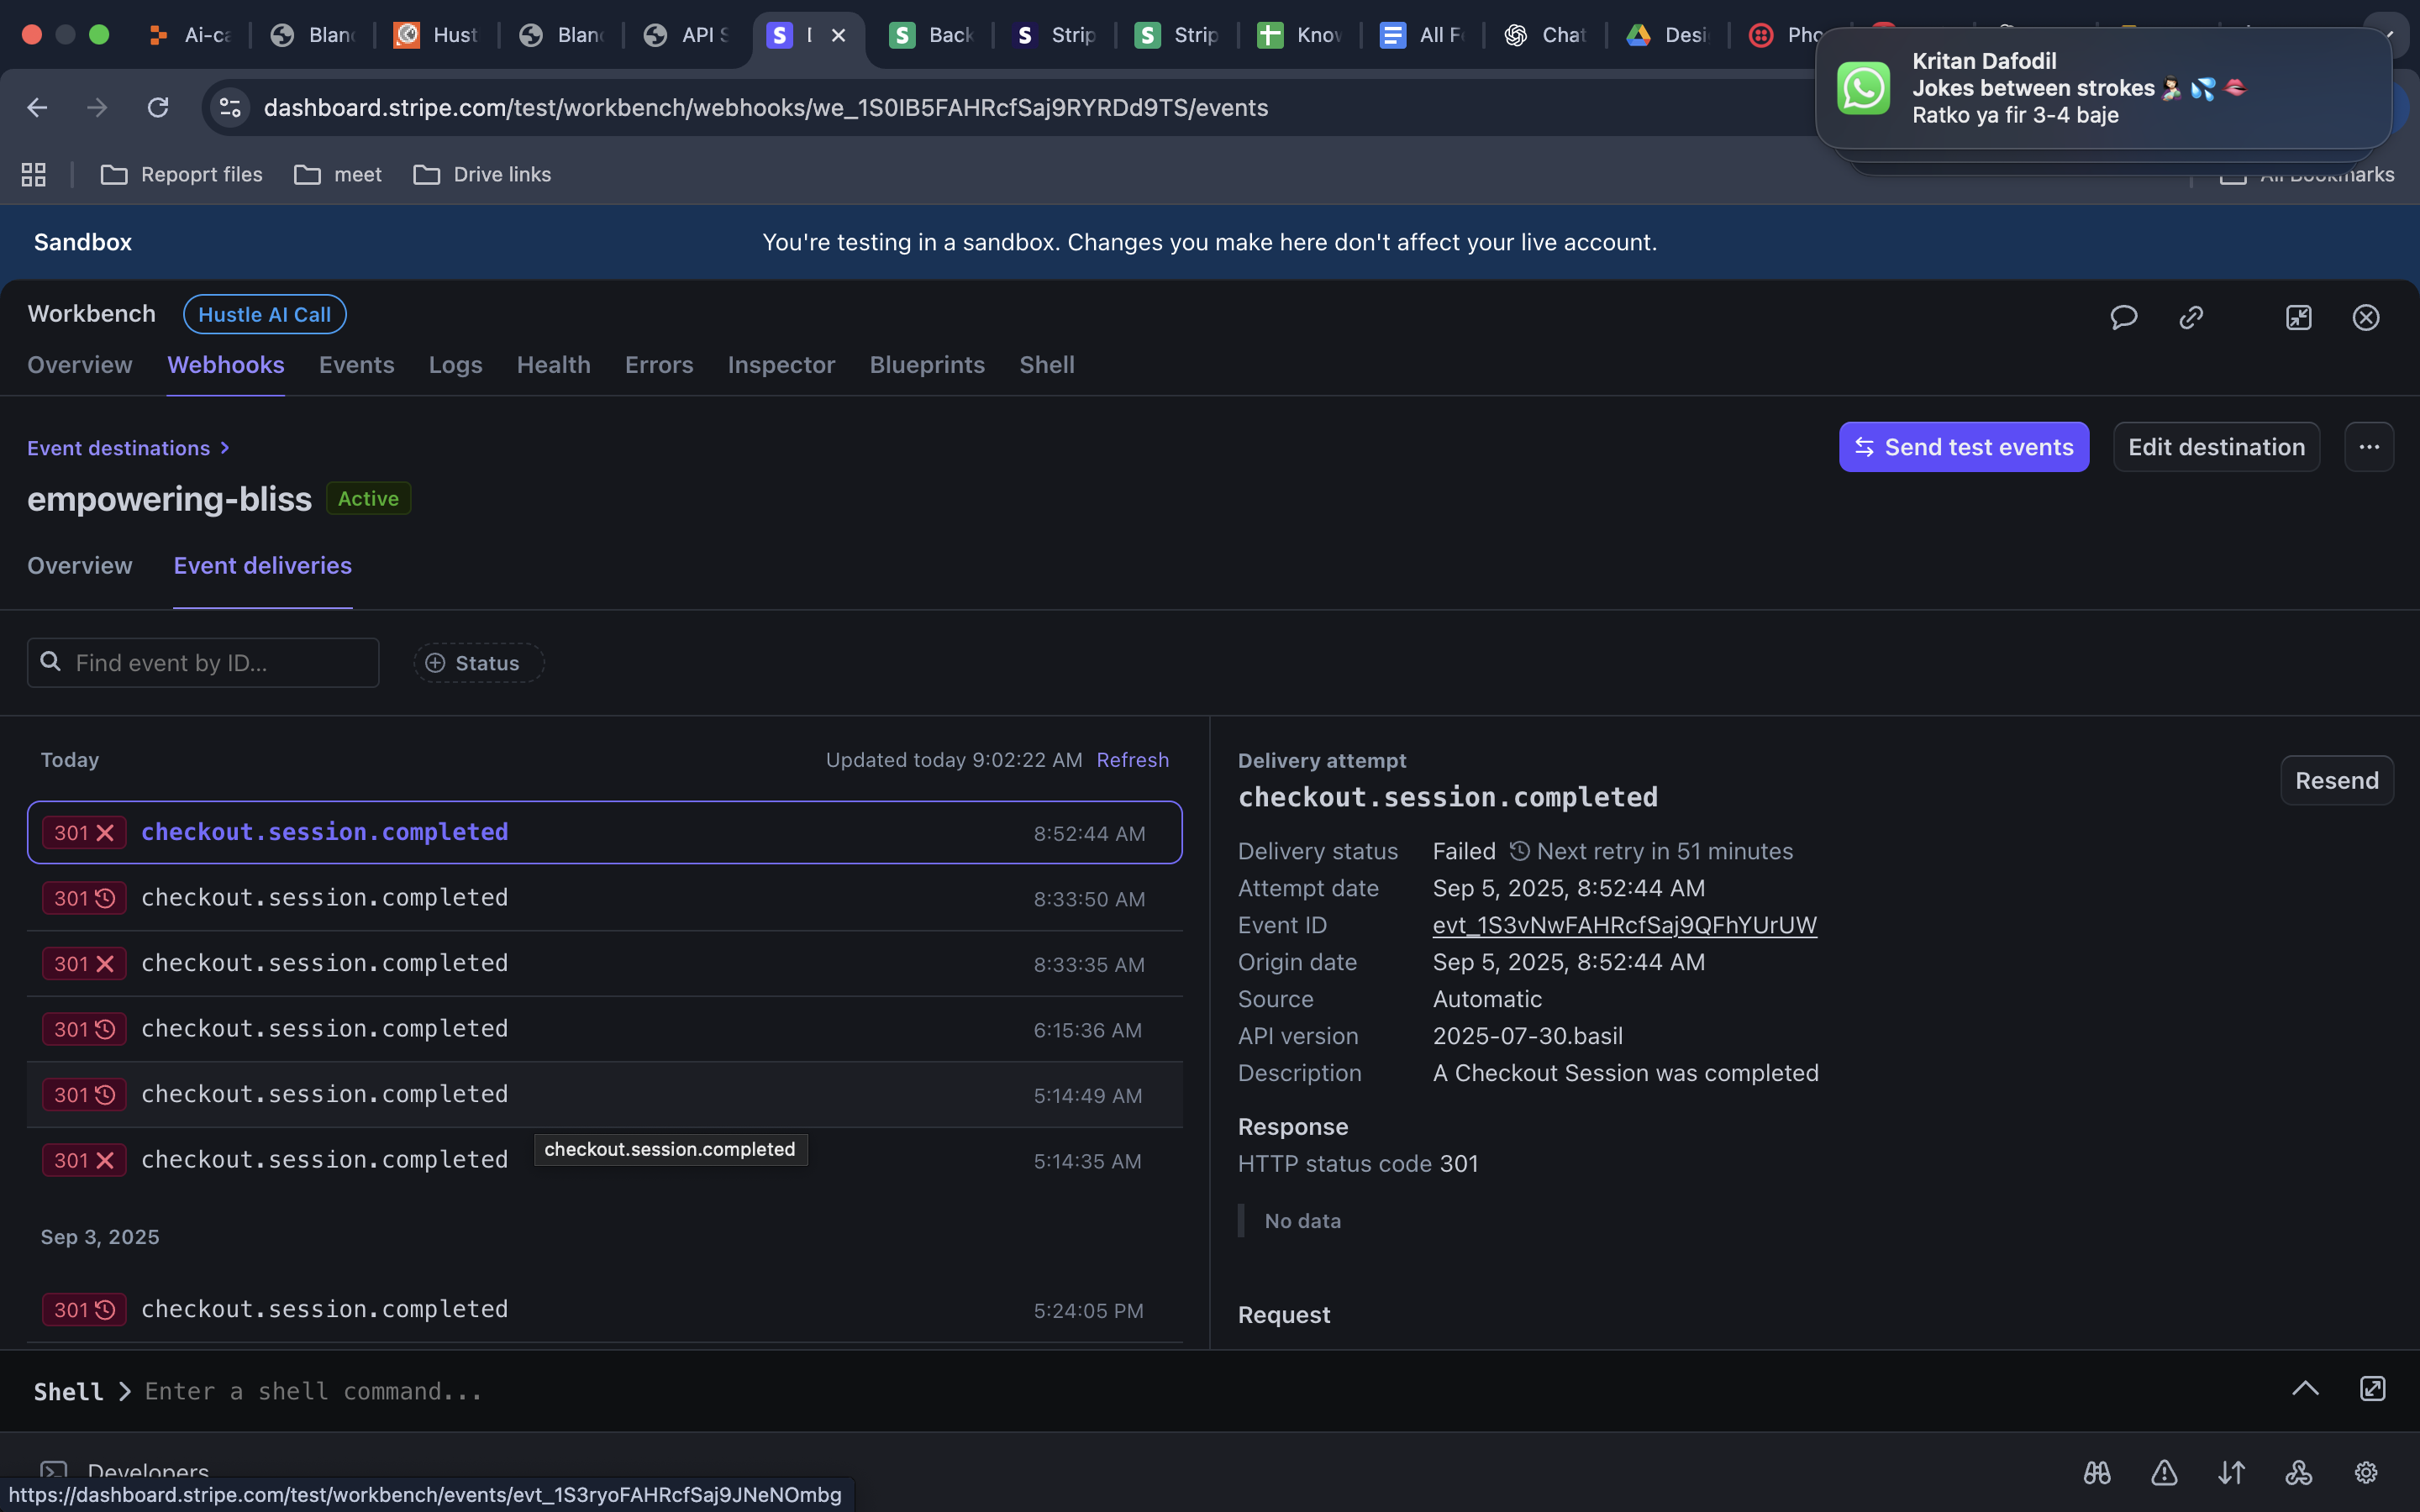 Ai-ca
Blan
Hust
Blan
API S
Back
Strip
Strip
Knov
All F
Chat
Desi
Pho
Kritan Dafodil
Jokes between strokes 🤱🏻 💦 🫦
Ratko ya fir 3-4 baje
dashboard.stripe.com/test/workbench/webhooks/we_1S0IB5FAHRcfSaj9RYRDd9TS/events
Repoprt files
meet
Drive links
All Bookmarks
Sandbox
You're testing in a sandbox. Changes you make here don't affect your live account.
Workbench
Hustle AI Call
Overview
Webhooks
Events
Logs
Health
Errors
Inspector
Blueprints
Shell
Event destinations
Send test events
Edit destination
empowering-bliss
Active
Overview
Event deliveries
Find event by ID...
Status
Today
Updated today 9:02:22 AM
Refresh
301 checkout.session.completed 8:52:44 AM
301 checkout.session.completed 8:33:50 AM
301 checkout.session.completed 8:33:35 AM
301 checkout.session.completed 6:15:36 AM
301 checkout.session.completed 5:14:49 AM
301 checkout.session.completed 5:14:35 AM
checkout.session.completed
Sep 3, 2025
301 checkout.session.completed 5:24:05 PM
Delivery attempt
checkout.session.completed
Resend
Delivery status Failed Next retry in 51 minutes
Attempt date Sep 5, 2025, 8:52:44 AM
Event ID evt_1S3vNwFAHRcfSaj9QFhYUrUW
Origin date Sep 5, 2025, 8:52:44 AM
Source Automatic
API version 2025-07-30.basil
Description A Checkout Session was completed
Response
HTTP status code 301
No data
Request
Shell Enter a shell command...
Developers
https://dashboard.stripe.com/test/workbench/events/evt_1S3ryoFAHRcfSaj9JNeNOmbg